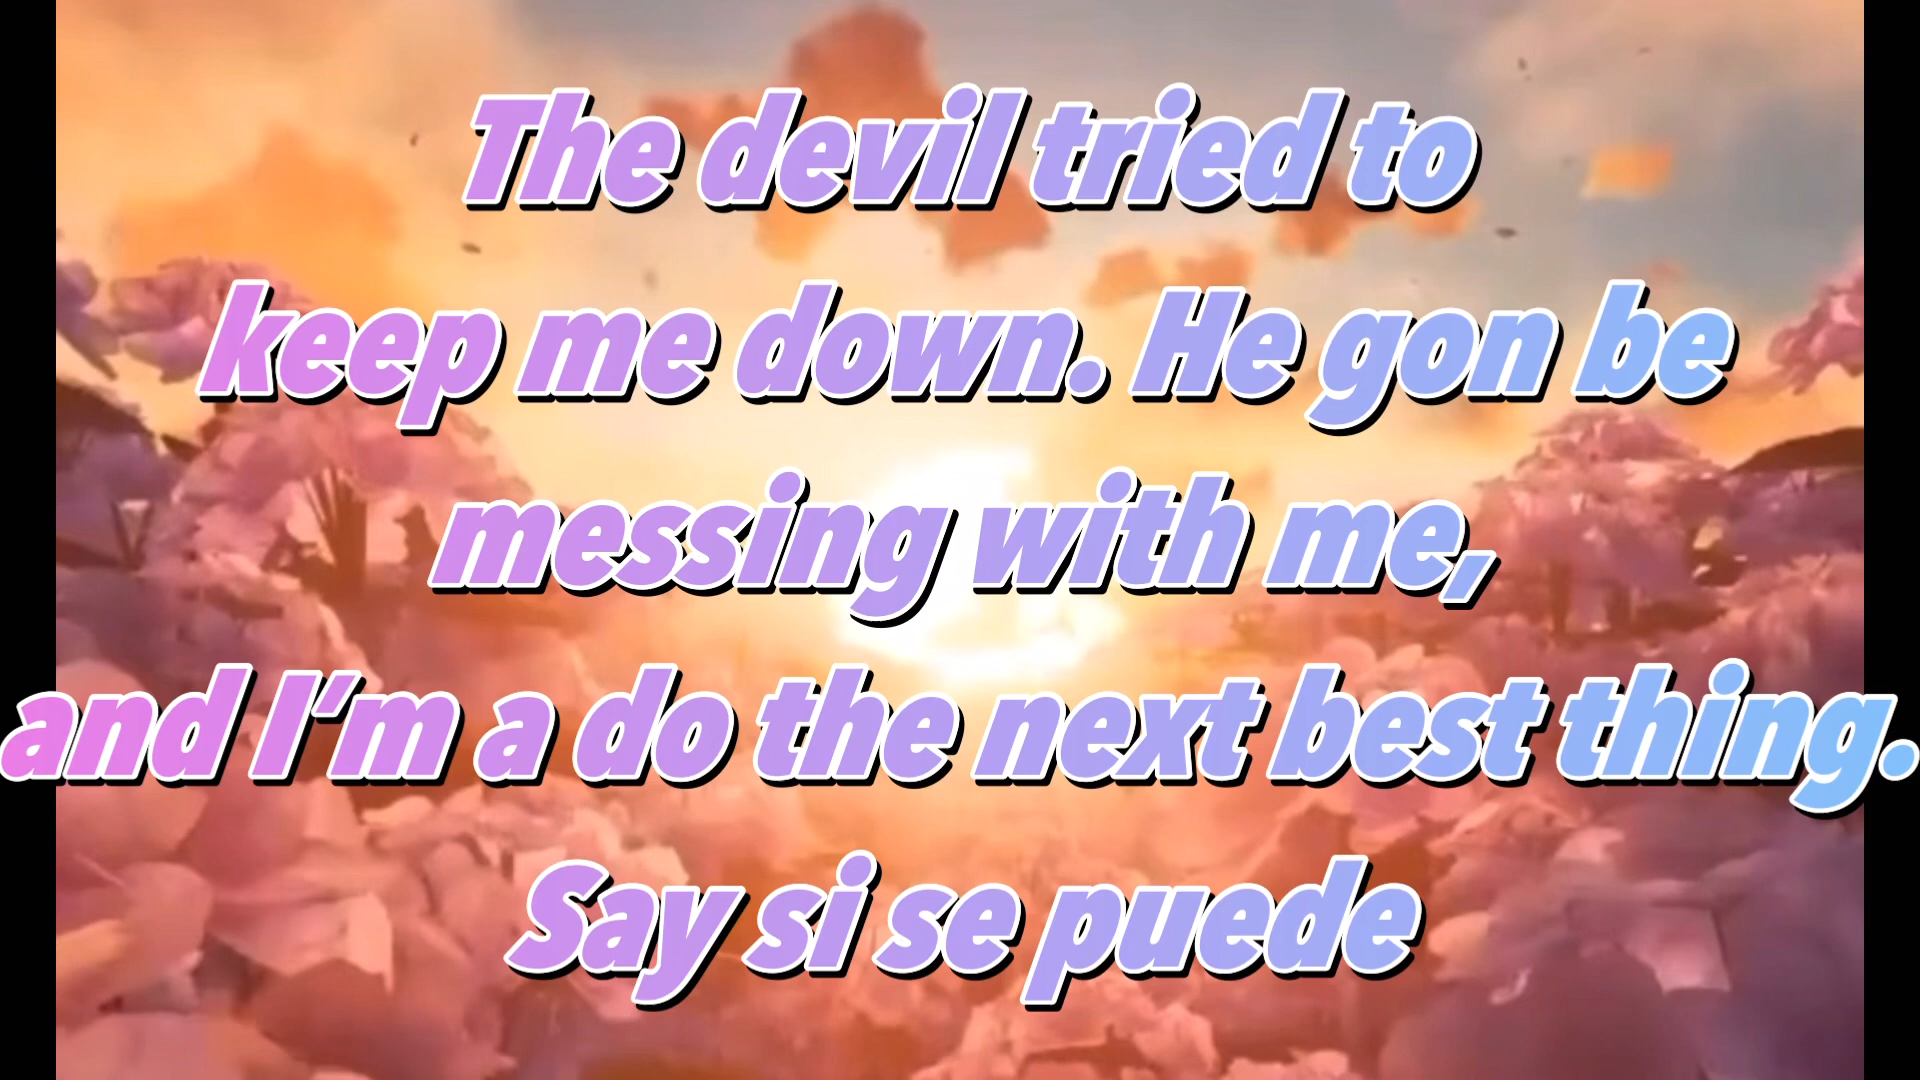 The devil tried to
keep me down. He gon be
messing with me,
and I'm a do the next best thing.
Say si se puede